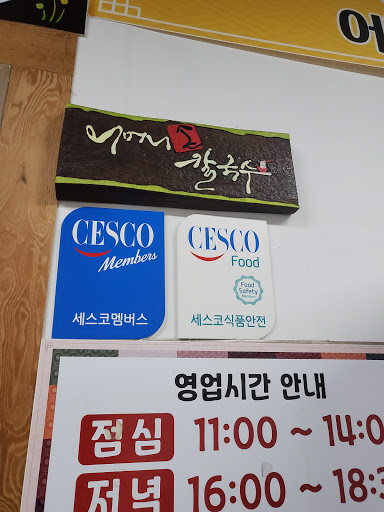 어
어머니손
칼국수
CESCO
Members
세스코멤버스
CESCO
Food
Food
Safety
세스코식품안전
영업시간 안내
점심 11:00 ~ 14:0
저녁 16:00 ~ 18:3